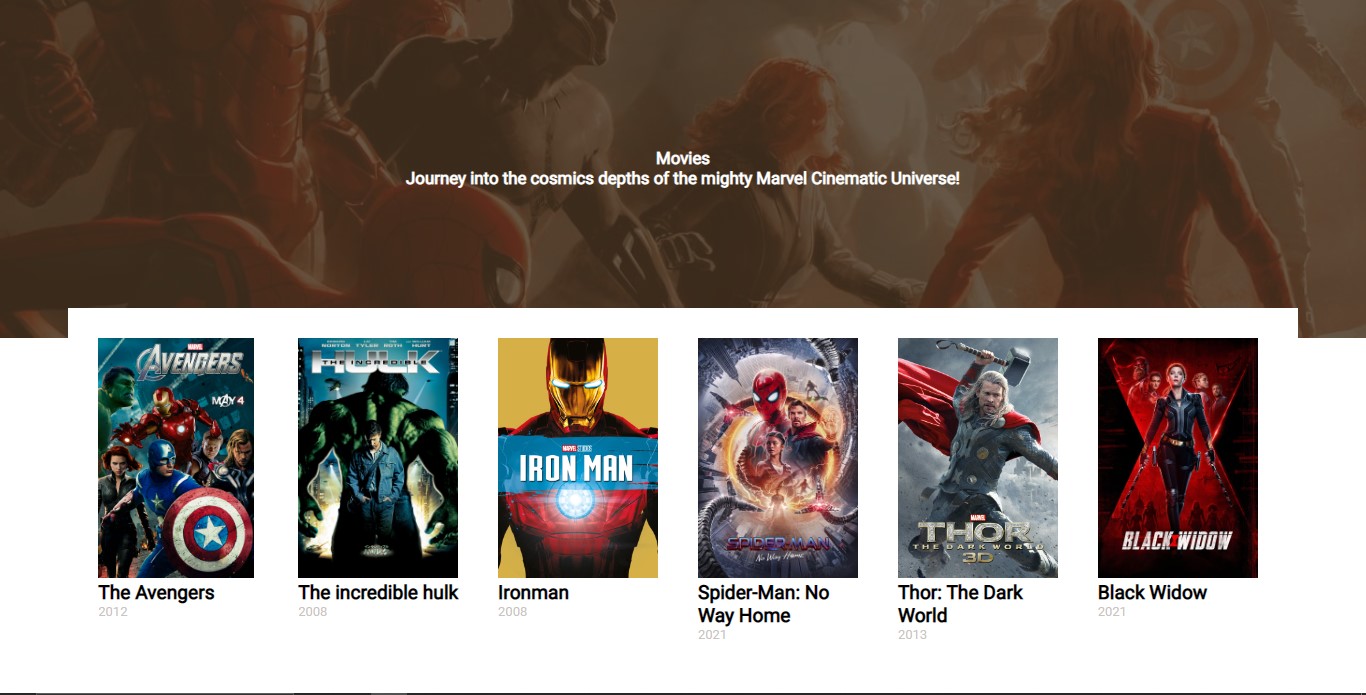 Movies
Journey into the cosmics depths of the mighty Marvel Cinematic Universe!
MARVEL
AVENGERS
MAY 4
THE INCREDIBLE
HULK
MARVEL STUDIOS
IRON MAN
SPIDER-MAN
No Way Home
MARVEL
THOR
THE DARK WORLD
3D
BLACK WIDOW
The Avengers
2012
The incredible hulk
2008
Ironman
2008
Spider-Man: No
Way Home
2021
Thor: The Dark
World
2013
Black Widow
2021